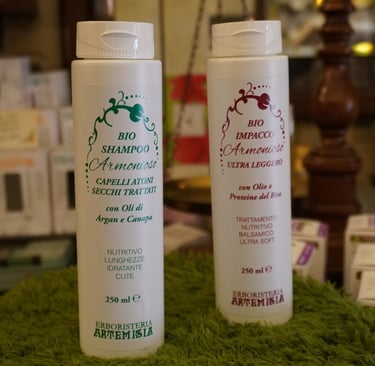 BIO
SHAMPOO
Armonioso
CAPELLI ATONI
SECCHI TRATTATI
con Oli di
Argan e Canapa
NUTRITIVO
LUNGHEZZE
IDRATANTE
CUTE
250 ml e
ERBORISTERIA
ARTEMISIA
BIO
IMPACCO
Armonioso
ULTRA LEGGERO
con Olio e
Proteine del Riso
TRATTAMENTO
NUTRITIVO
BALSAMICO
ULTRA SOFT
250 ml e
ERBORISTERIA
ARTEMISIA